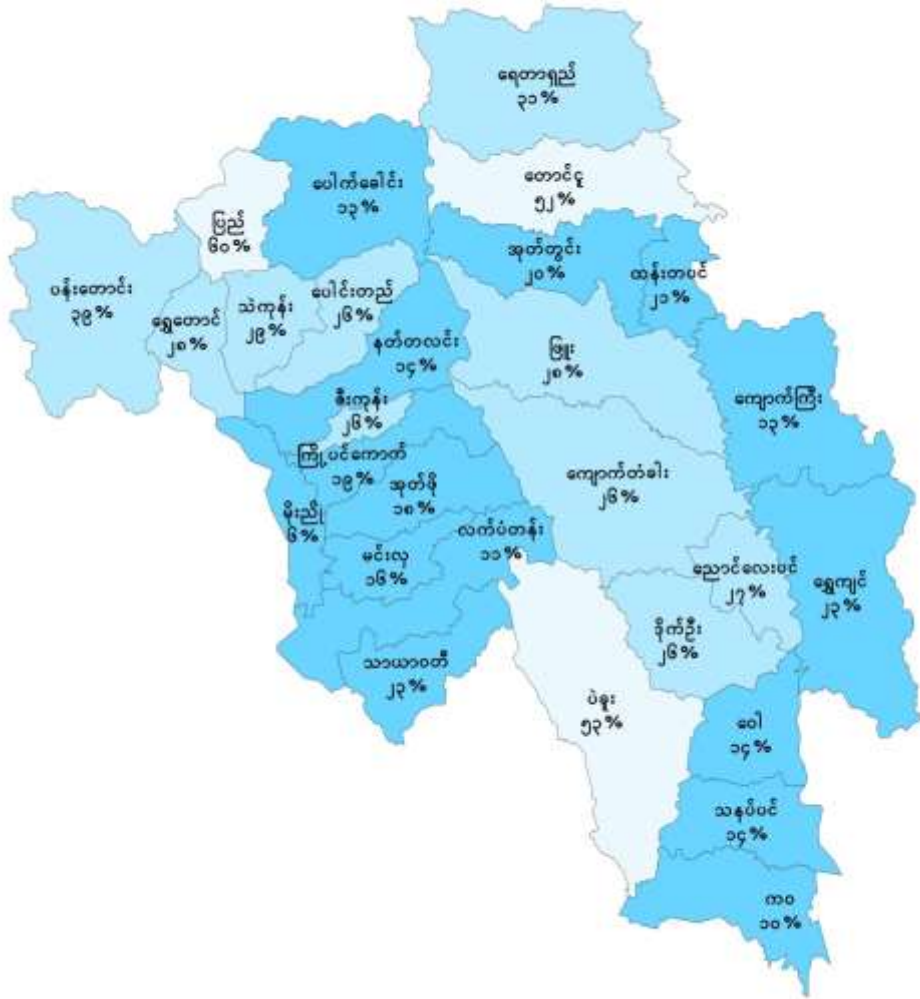 ရေတာရှည်
၃၁%
တောင်ငူ
၅၂%
ပေါက်ခေါင်း
၁၃%
ပြည်
၆၀%
အုတ်တွင်း
၂၀%
ထန်းတပင်
၂၁%
ပန်းတောင်း
၃၉%
ရွှေတောင်
၂၈%
သဲကုန်း
၂၉%
ပေါင်းတည်
၂၆%
နတ်တလင်း
၁၄%
ဖြူး
၂၈%
ကျောက်ကြီး
၁၃%
ဇီးကုန်း
၂၆%
ကြို့ပင်ကောက်
၁၉%
အုတ်ဖို
၁၈%
ကျောက်တံခါး
၂၆%
မိုးညို
၆%
မင်းလှ
၁၆%
လက်ပံတန်း
၁၁%
ညောင်လေးပင်
၂၇%
ရွှေကျင်
၂၃%
ဒိုက်ဦး
၂၆%
သာယာဝတီ
၂၃%
ပဲခူး
၅၃%
ဝေါ
၁၄%
သနပ်ပင်
၁၄%
ကဝ
၁၀%